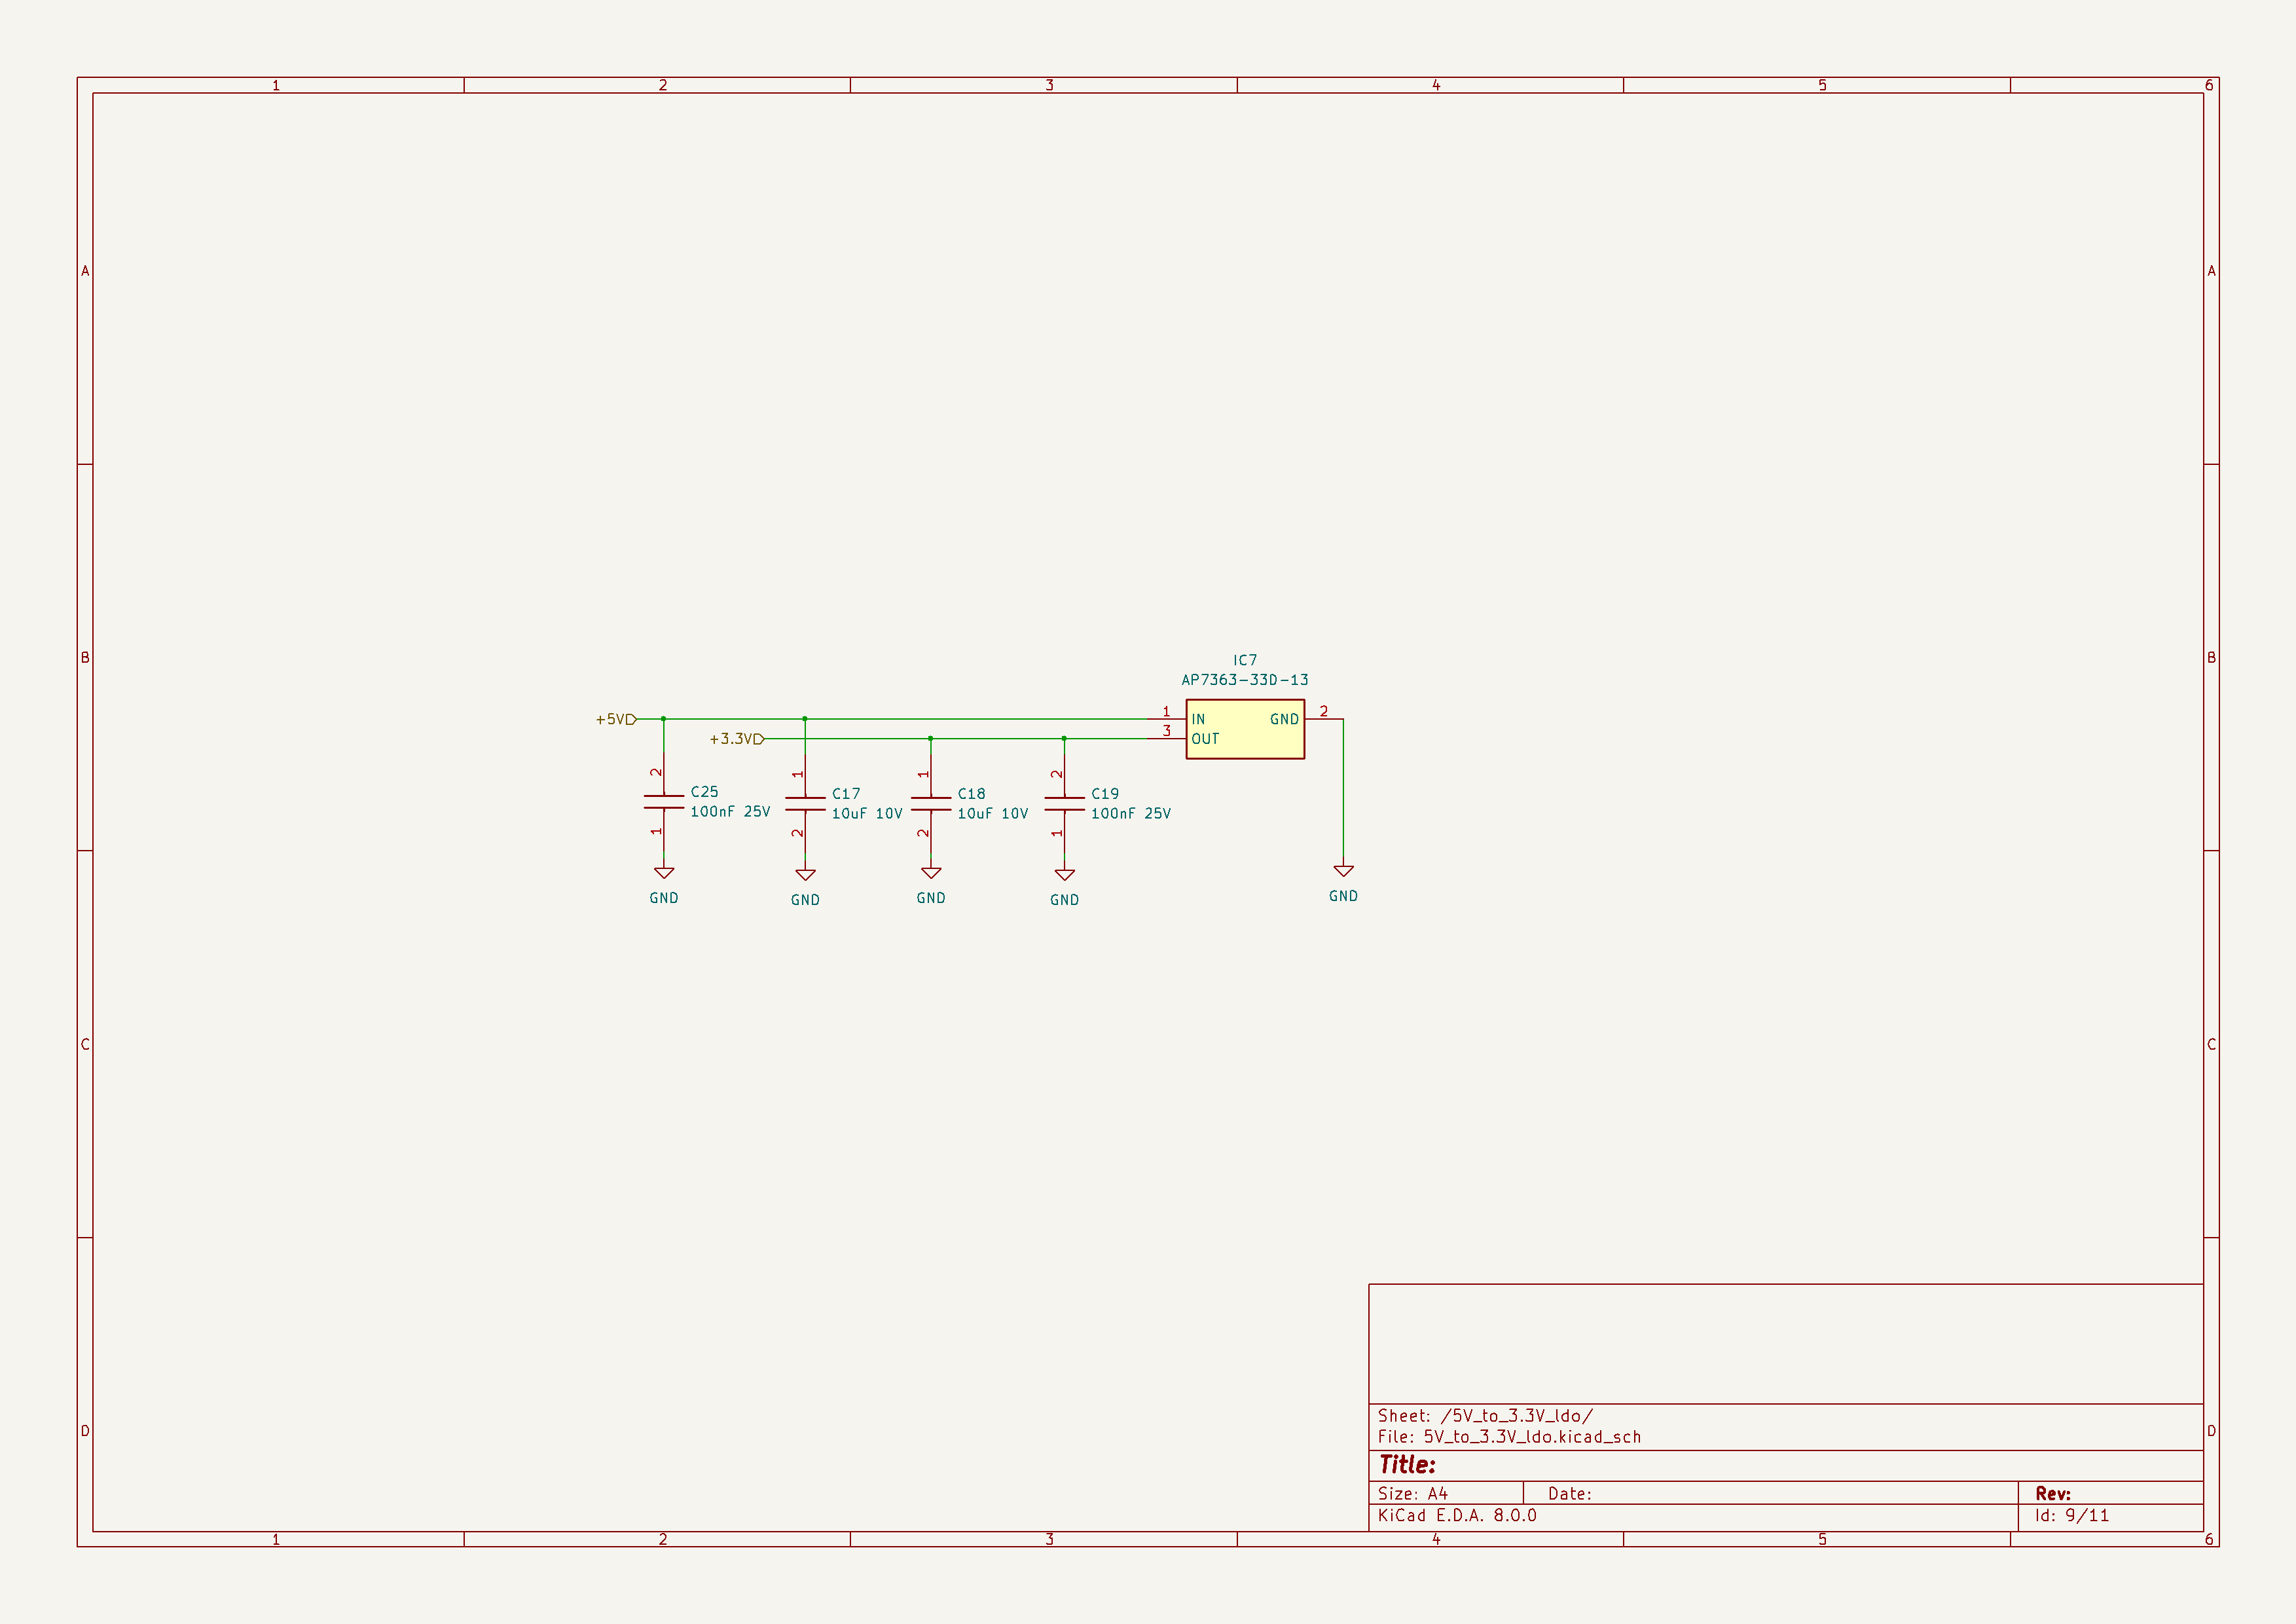 1 2 3 4 5 6
A A
B B
IC7
AP7363-33D-13
+5V 1 IN GND 2
+3.3V 3 OUT
2 1 1 2
C25 C17 C18 C19
100nF 25V 10uF 10V 10uF 10V 100nF 25V
1 2 2 1
GND GND GND GND GND
C C
Sheet: /5V_to_3.3V_ldo/
File: 5V_to_3.3V_ldo.kicad_sch
D D
Title:
Size: A4 Date: Rev:
KiCad E.D.A. 8.0.0 Id: 9/11
1 2 3 4 5 6